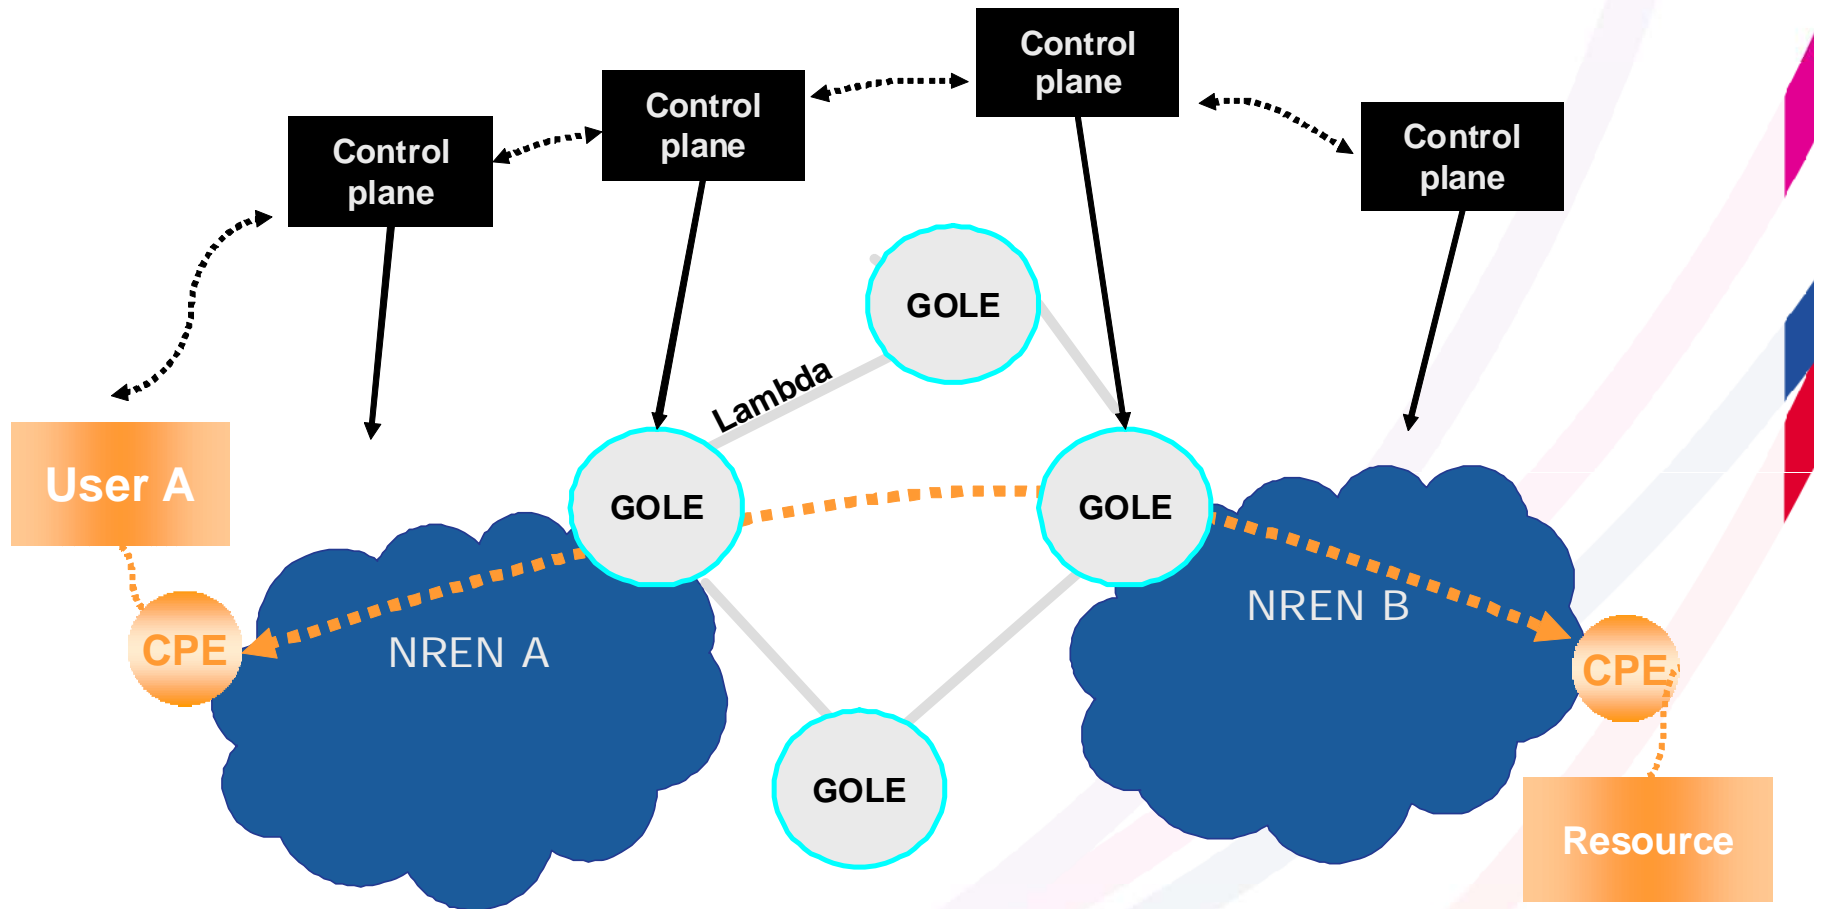 Control
plane
Control
plane
Control
plane
Control
plane
GOLE
Lambda
User A
GOLE
GOLE
NREN B
CPE
NREN A
CPE
GOLE
Resource